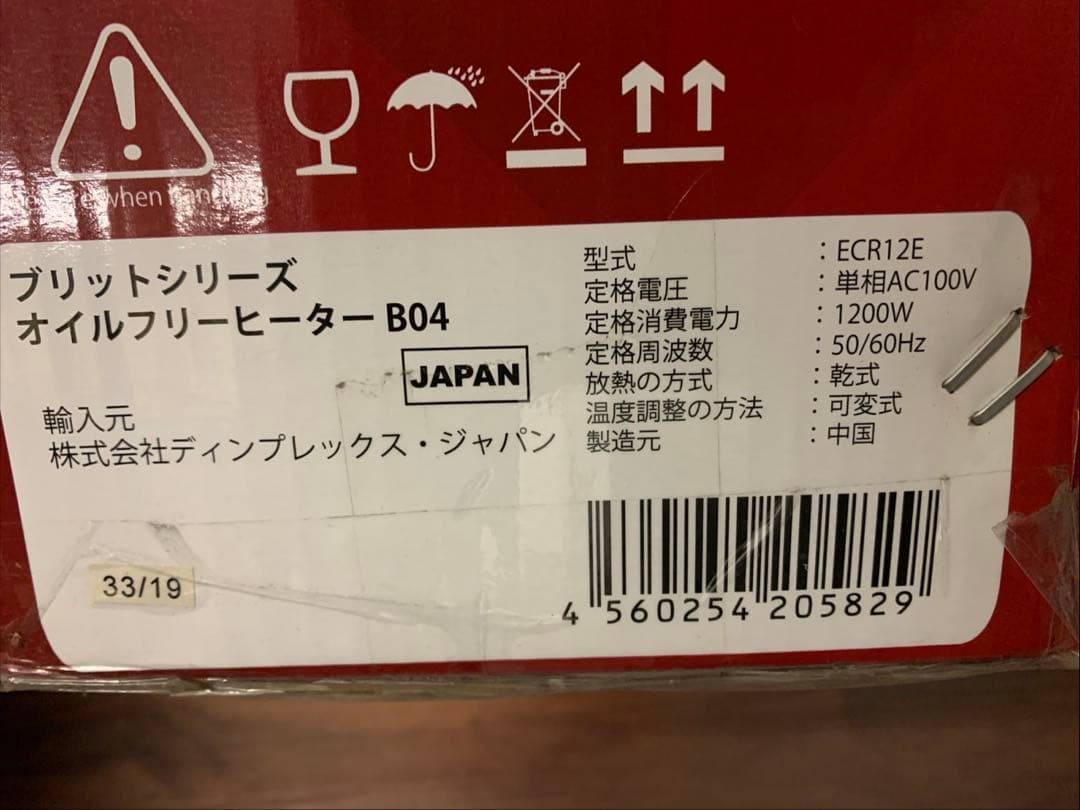 when handling
ブリットシリーズ
オイルフリーヒーター B04
JAPAN
輸入元
株式会社ディンプレックス・ジャパン
型式 : ECR12E
定格電圧 : 単相AC100V
定格消費電力 : 1200W
定格周波数 : 50/60Hz
放熱の方式 : 乾式
温度調整の方法 : 可変式
製造元 : 中国
33/19
4 560254 205829